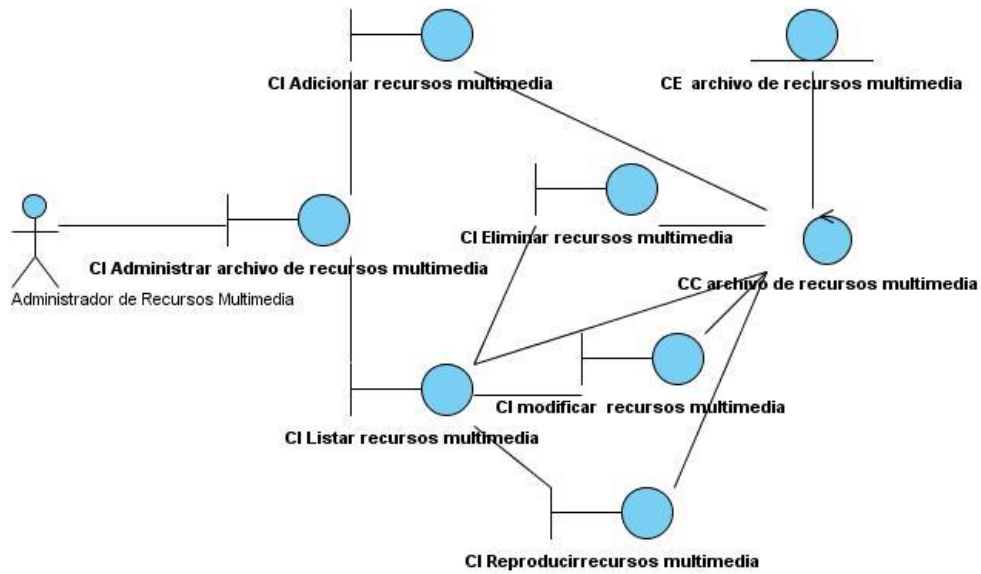 CI Adicionar recursos multimedia
CE archivo de recursos multimedia
CI Eliminar recursos multimedia
CI Administrar archivo de recursos multimedia
CC archivo de recursos multimedia
Administrador de Recursos Multimedia
CI modificar recursos multimedia
CI Listar recursos multimedia
CI Reproducirrecursos multimedia